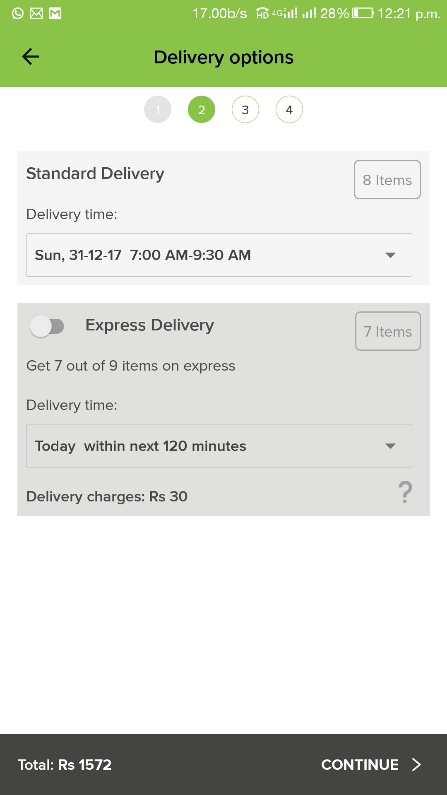 17.00b/s HD 4G 28% 12:21 p.m.
Delivery options
1 2 3 4
Standard Delivery
8 Items
Delivery time:
Sun, 31-12-17 7:00 AM-9:30 AM
Express Delivery
7 Items
Get 7 out of 9 items on express
Delivery time:
Today within next 120 minutes
Delivery charges: Rs 30
?
Total: Rs 1572
CONTINUE